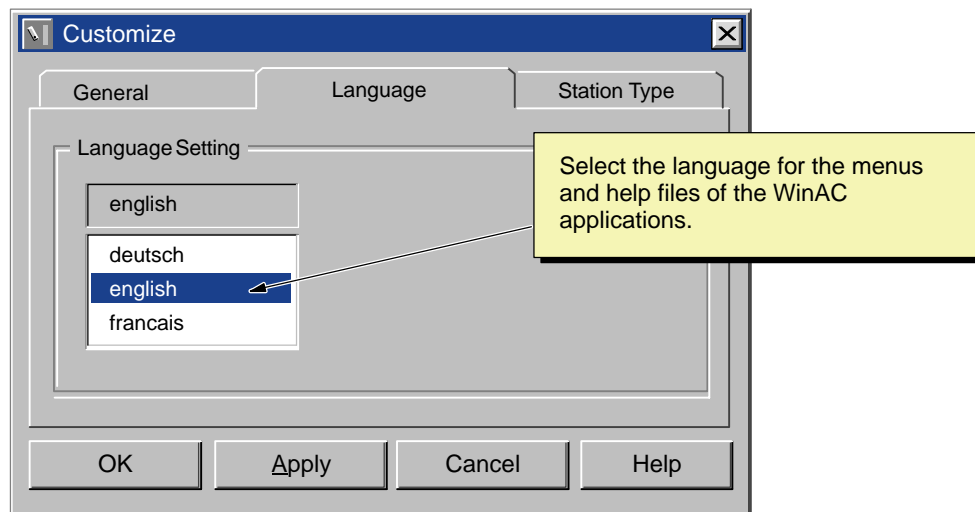 Customize
General
Language
Station Type
Language Setting
english
deutsch
english
francais
Select the language for the menus
and help files of the WinAC
applications.
OK
Apply
Cancel
Help